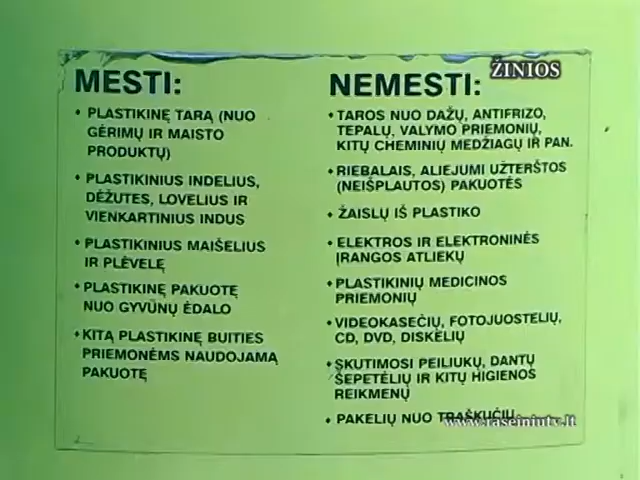 MESTI:
• PLASTIKINĘ TARĄ (NUO
GĖRIMŲ IR MAISTO
PRODUKTŲ)
• PLASTIKINIUS INDELIUS,
DĖŽUTES, LOVELIUS IR
VIENKARTINIUS INDUS
• PLASTIKINIUS MAIŠELIUS
IR PLĖVELĘ
• PLASTIKINĘ PAKUOTĘ
NUO GYVŪNŲ ĖDALO
• KITĄ PLASTIKINĘ BUITIES
PRIEMONĖMS NAUDOJAMĄ
PAKUOTĘ
NEMESTI:
• TAROS NUO DAŽŲ, ANTIFRIZO,
TEPALŲ, VALYMO PRIEMONIŲ,
KITŲ CHEMINIŲ MEDŽIAGŲ IR PAN.
• RIEBALAIS, ALIEJUMI UŽTERŠTOS
(NEIŠPLAUTOS) PAKUOTĖS
• ŽAISLŲ IŠ PLASTIKO
• ELEKTROS IR ELEKTRONINĖS
ĮRANGOS ATLIEKŲ
• PLASTIKINIŲ MEDICINOS
PRIEMONIŲ
• VIDEOKASEČIŲ, FOTOJUOSTELIŲ,
CD, DVD, DISKELIŲ
• SKUTIMOSI PEILIUKŲ, DANTŲ
ŠEPETĖLIŲ IR KITŲ HIGIENOS
REIKMENŲ
• PAKELIŲ NUO TRAŠKUČIŲ
ŽINIOS
www.raseiniutv.lt